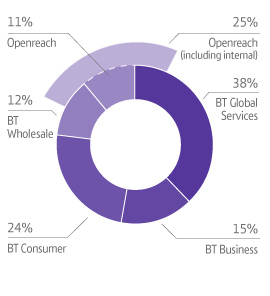 11%
Openreach
25%
Openreach
(including internal)
38%
BT Global
Services
12%
BT
Wholesale
24%
BT Consumer
15%
BT Business